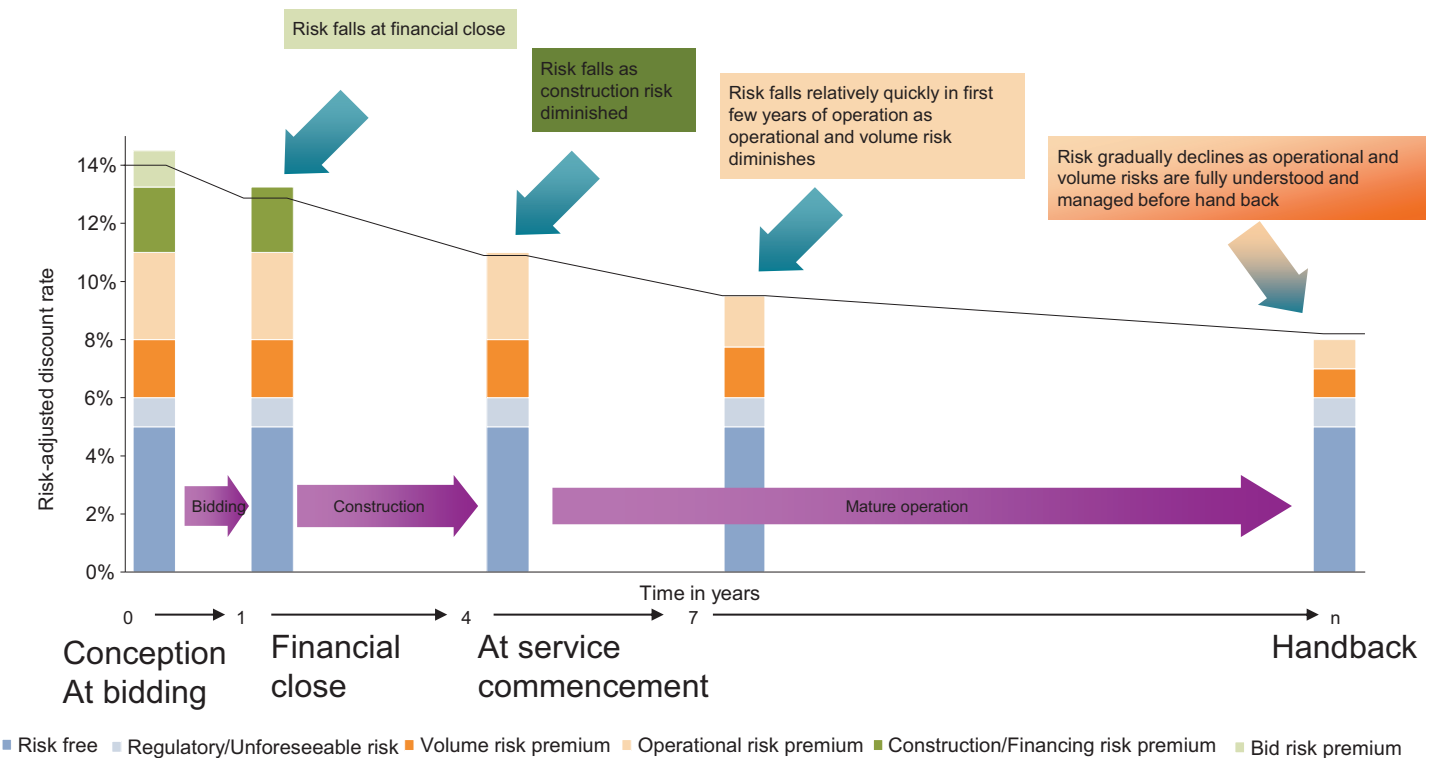 Risk falls at financial close
Risk falls as
construction risk
diminished
Risk falls relatively quickly in first
few years of operation as
operational and volume risk
diminishes
Risk gradually declines as operational and
volume risks are fully understood and
managed before hand back
Risk-adjusted discount rate
14%
12%
10%
8%
6%
4%
2%
0%
Bidding
Construction
Mature operation
Time in years
0 1 4 7 n
Conception
At bidding
Financial
close
At service
commencement
Handback
Risk free Regulatory/Unforeseeable risk Volume risk premium Operational risk premium Construction/Financing risk premium Bid risk premium